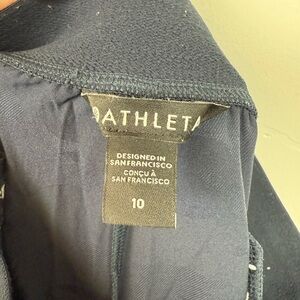 ATHLETA
DESIGNED IN
SAN FRANCISCO
CONÇU À
SAN FRANCISCO
10